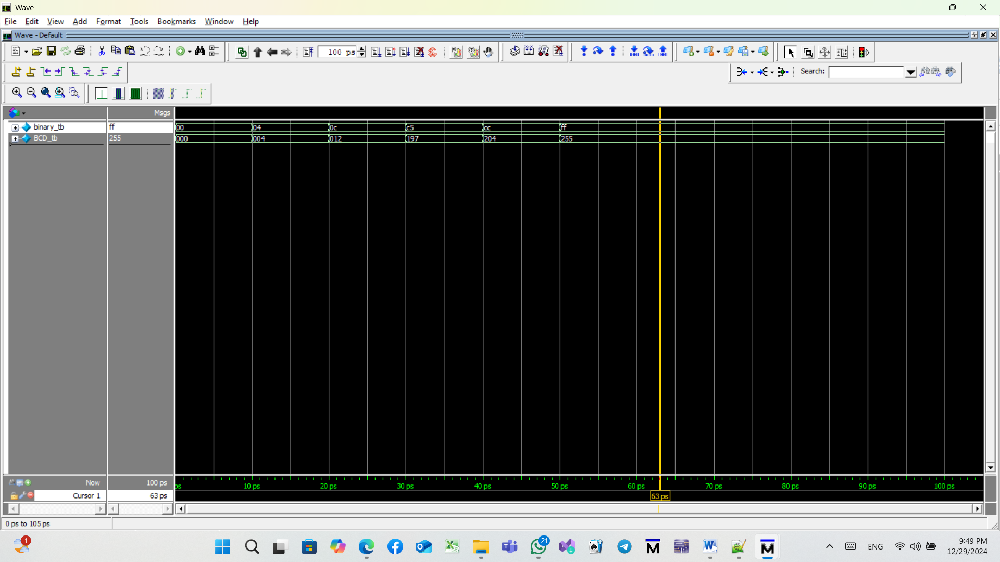 Wave
File Edit View Add Format Tools Bookmarks Window Help
Wave - Default
100 ps
Search:
Msgs
binary_tb ff 00 04 0c c5 cc ff
BCD_tb 255 000 004 012 197 204 255
Now 100 ps ps 10 ps 20 ps 30 ps 40 ps 50 ps 60 ps 70 ps 80 ps 90 ps 100 ps
Cursor 1 63 ps 63 ps
0 ps to 105 ps
1 21 ENG 9:49 PM
12/29/2024